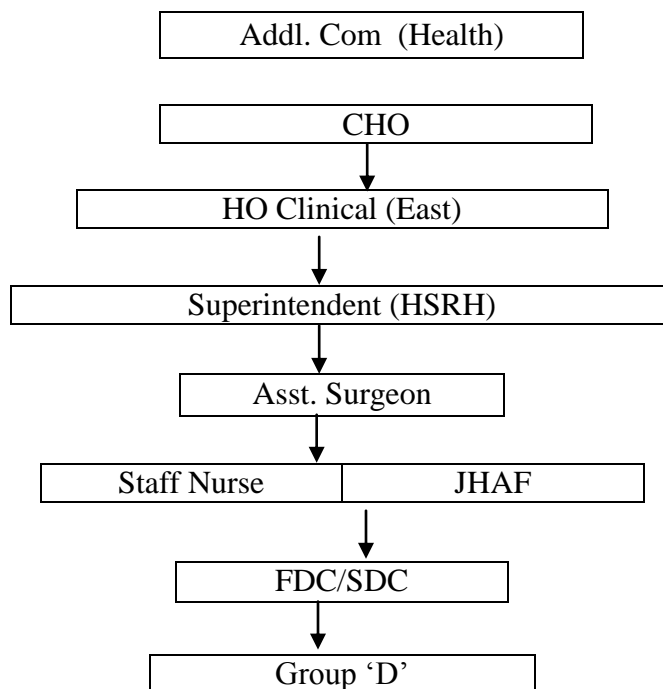 Addl. Com  (Health)
CHO
HO Clinical (East)
Superintendent (HSRH)
Asst. Surgeon
Staff Nurse
JHAF
FDC/SDC
Group ‘D’